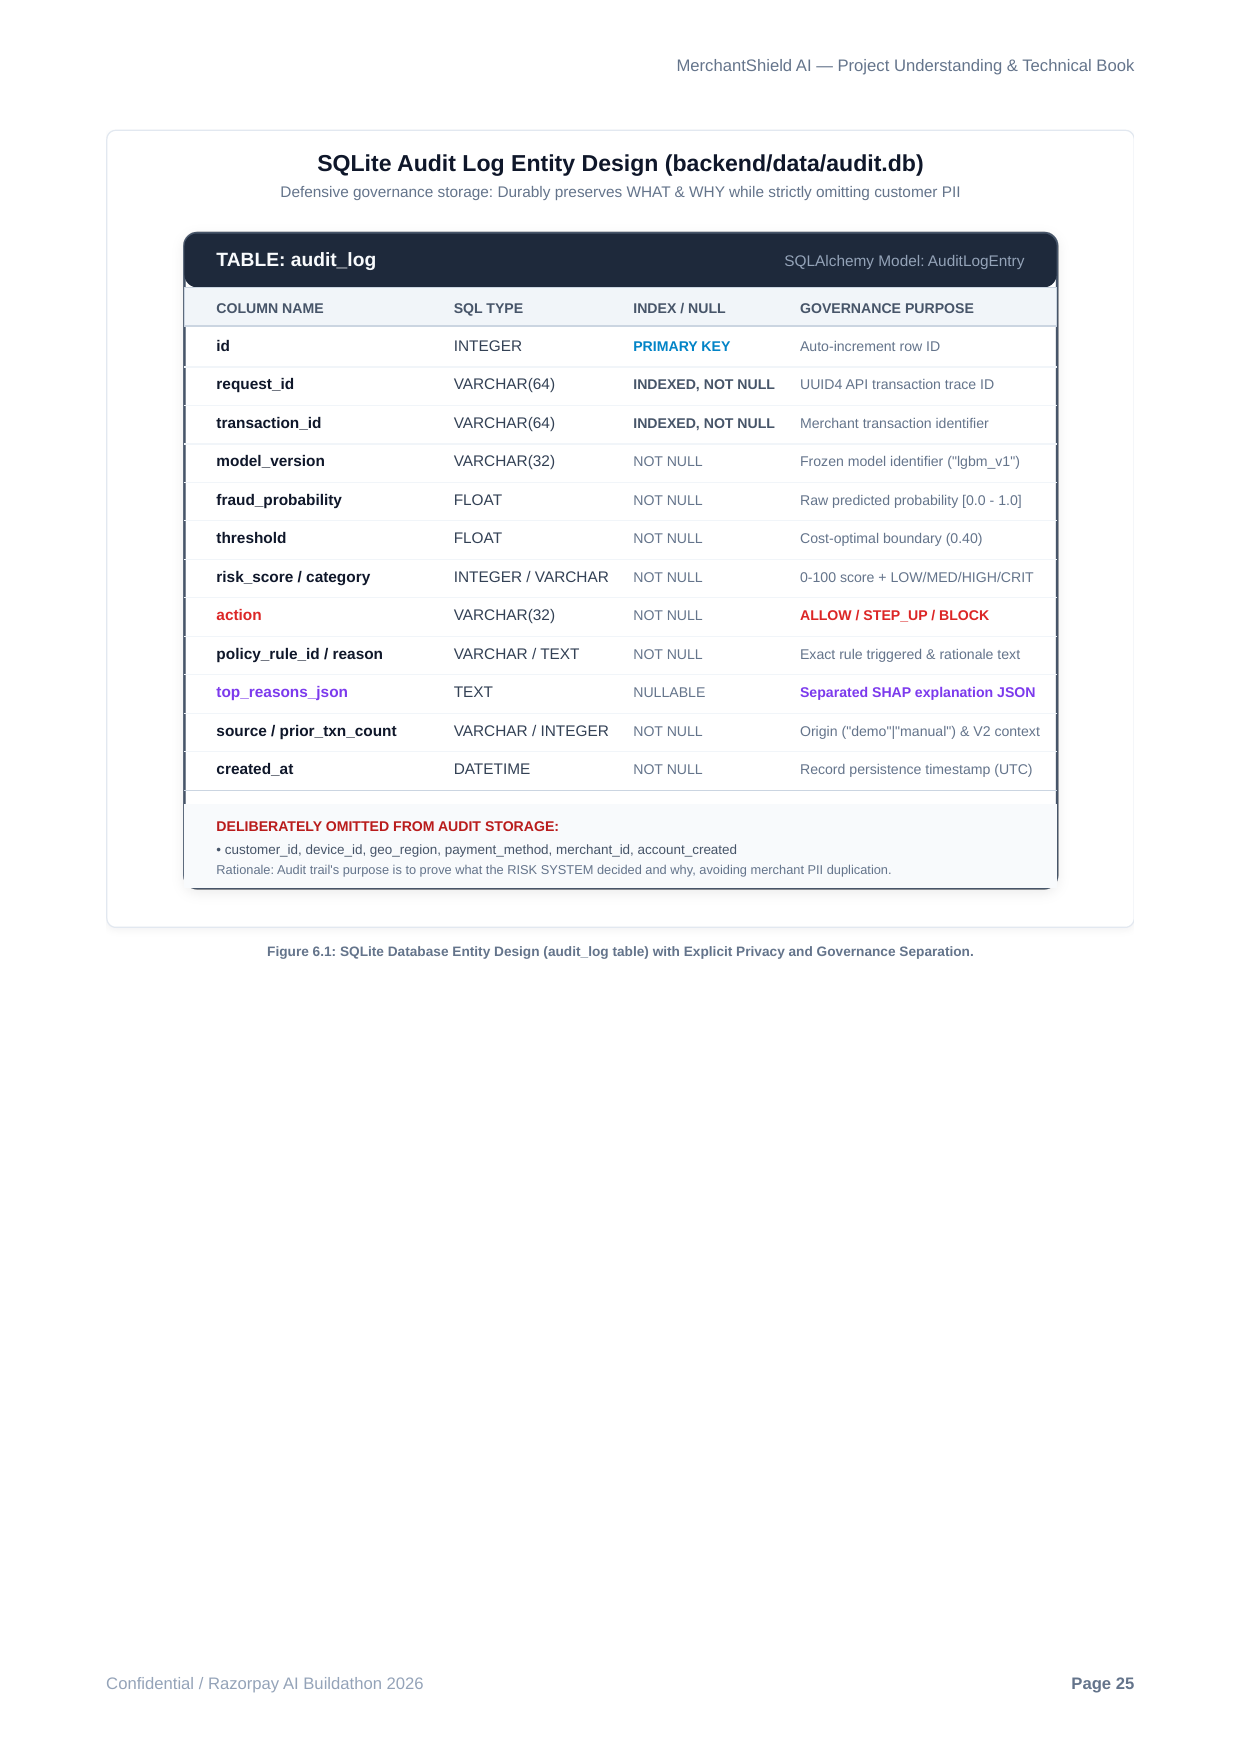 MerchantShield AI — Project Understanding & Technical Book
SQLite Audit Log Entity Design (backend/data/audit.db)
Defensive governance storage: Durably preserves WHAT & WHY while strictly omitting customer PII
TABLE: audit_log SQLAlchemy Model: AuditLogEntry
COLUMN NAME SQL TYPE INDEX / NULL GOVERNANCE PURPOSE
id INTEGER PRIMARY KEY Auto-increment row ID
request_id VARCHAR(64) INDEXED, NOT NULL UUID4 API transaction trace ID
transaction_id VARCHAR(64) INDEXED, NOT NULL Merchant transaction identifier
model_version VARCHAR(32) NOT NULL Frozen model identifier ("lgbm_v1")
fraud_probability FLOAT NOT NULL Raw predicted probability [0.0 - 1.0]
threshold FLOAT NOT NULL Cost-optimal boundary (0.40)
risk_score / category INTEGER / VARCHAR NOT NULL 0-100 score + LOW/MED/HIGH/CRIT
action VARCHAR(32) NOT NULL ALLOW / STEP_UP / BLOCK
policy_rule_id / reason VARCHAR / TEXT NOT NULL Exact rule triggered & rationale text
top_reasons_json TEXT NULLABLE Separated SHAP explanation JSON
source / prior_txn_count VARCHAR / INTEGER NOT NULL Origin ("demo"|"manual") & V2 context
created_at DATETIME NOT NULL Record persistence timestamp (UTC)
DELIBERATELY OMITTED FROM AUDIT STORAGE:
• customer_id, device_id, geo_region, payment_method, merchant_id, account_created
Rationale: Audit trail's purpose is to prove what the RISK SYSTEM decided and why, avoiding merchant PII duplication.
Figure 6.1: SQLite Database Entity Design (audit_log table) with Explicit Privacy and Governance Separation.
Confidential / Razorpay AI Buildathon 2026 Page 25